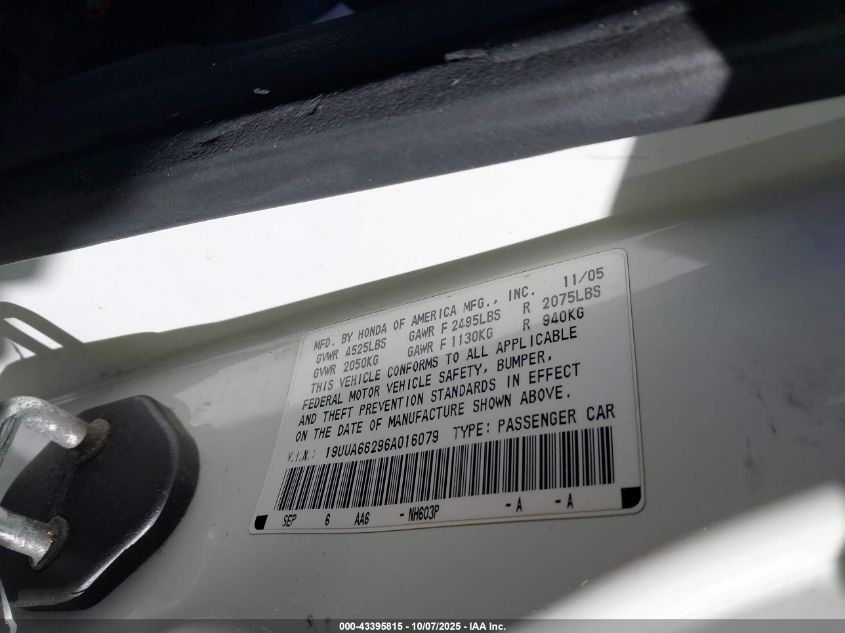 MFD. BY HONDA OF AMERICA MFG., INC. 11/05
GVWR 4525LBS GAWR F 2495LBS R 2075LBS
GVWR 2050KG GAWR F 1130KG R 940KG
THIS VEHICLE CONFORMS TO ALL APPLICABLE
FEDERAL MOTOR VEHICLE SAFETY, BUMPER,
AND THEFT PREVENTION STANDARDS IN EFFECT
ON THE DATE OF MANUFACTURE SHOWN ABOVE.
V.I.N.: 19UUA66296A016079 TYPE: PASSENGER CAR
SEP 6 AA6 -NH603P -A -A
000-43395815 - 10/07/2025 - IAA Inc.